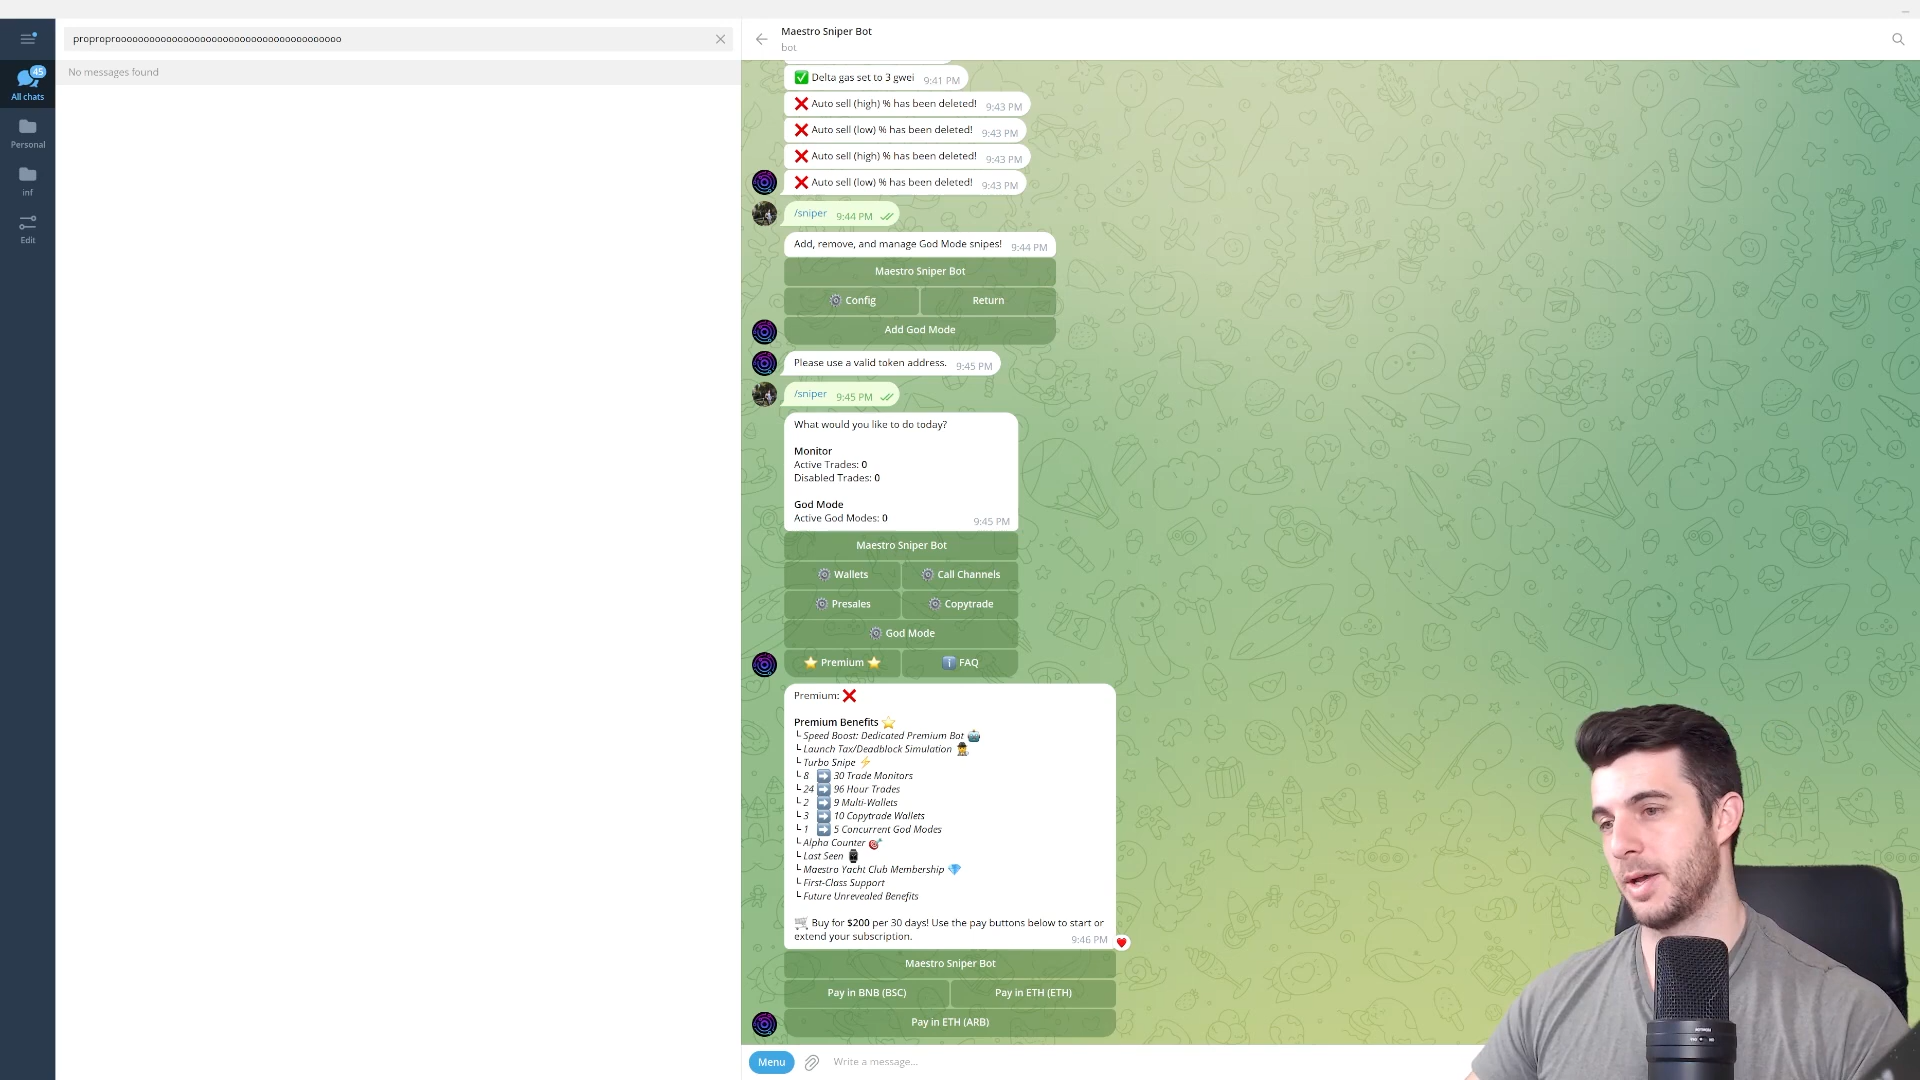 proproproooooooooooooooooooooooooooooooooooooooo
No messages found
45
All chats
Personal
inf
Edit
Maestro Sniper Bot
bot
Delta gas set to 3 gwei 9:41 PM
Auto sell (high) % has been deleted! 9:43 PM
Auto sell (low) % has been deleted! 9:43 PM
Auto sell (high) % has been deleted! 9:43 PM
Auto sell (low) % has been deleted! 9:43 PM
/sniper 9:44 PM
Add, remove, and manage God Mode snipes! 9:44 PM
Maestro Sniper Bot
Config
Return
Add God Mode
Please use a valid token address. 9:45 PM
/sniper 9:45 PM
What would you like to do today?
Monitor
Active Trades: 0
Disabled Trades: 0
God Mode
Active God Modes: 0 9:45 PM
Maestro Sniper Bot
Wallets
Call Channels
Presales
Copytrade
God Mode
Premium
FAQ
Premium:
Premium Benefits
Speed Boost: Dedicated Premium Bot
Launch Tax/Deadblock Simulation
Turbo Snipe
8 ➡ 30 Trade Monitors
24 ➡ 96 Hour Trades
2 ➡ 9 Multi-Wallets
3 ➡ 10 Copytrade Wallets
1 ➡ 5 Concurrent God Modes
Alpha Counter
Last Seen
Maestro Yacht Club Membership
First-Class Support
Future Unrevealed Benefits
Buy for $200 per 30 days! Use the pay buttons below to start or
extend your subscription. 9:46 PM
Maestro Sniper Bot
Pay in BNB (BSC)
Pay in ETH (ETH)
Pay in ETH (ARB)
Menu
Write a message...